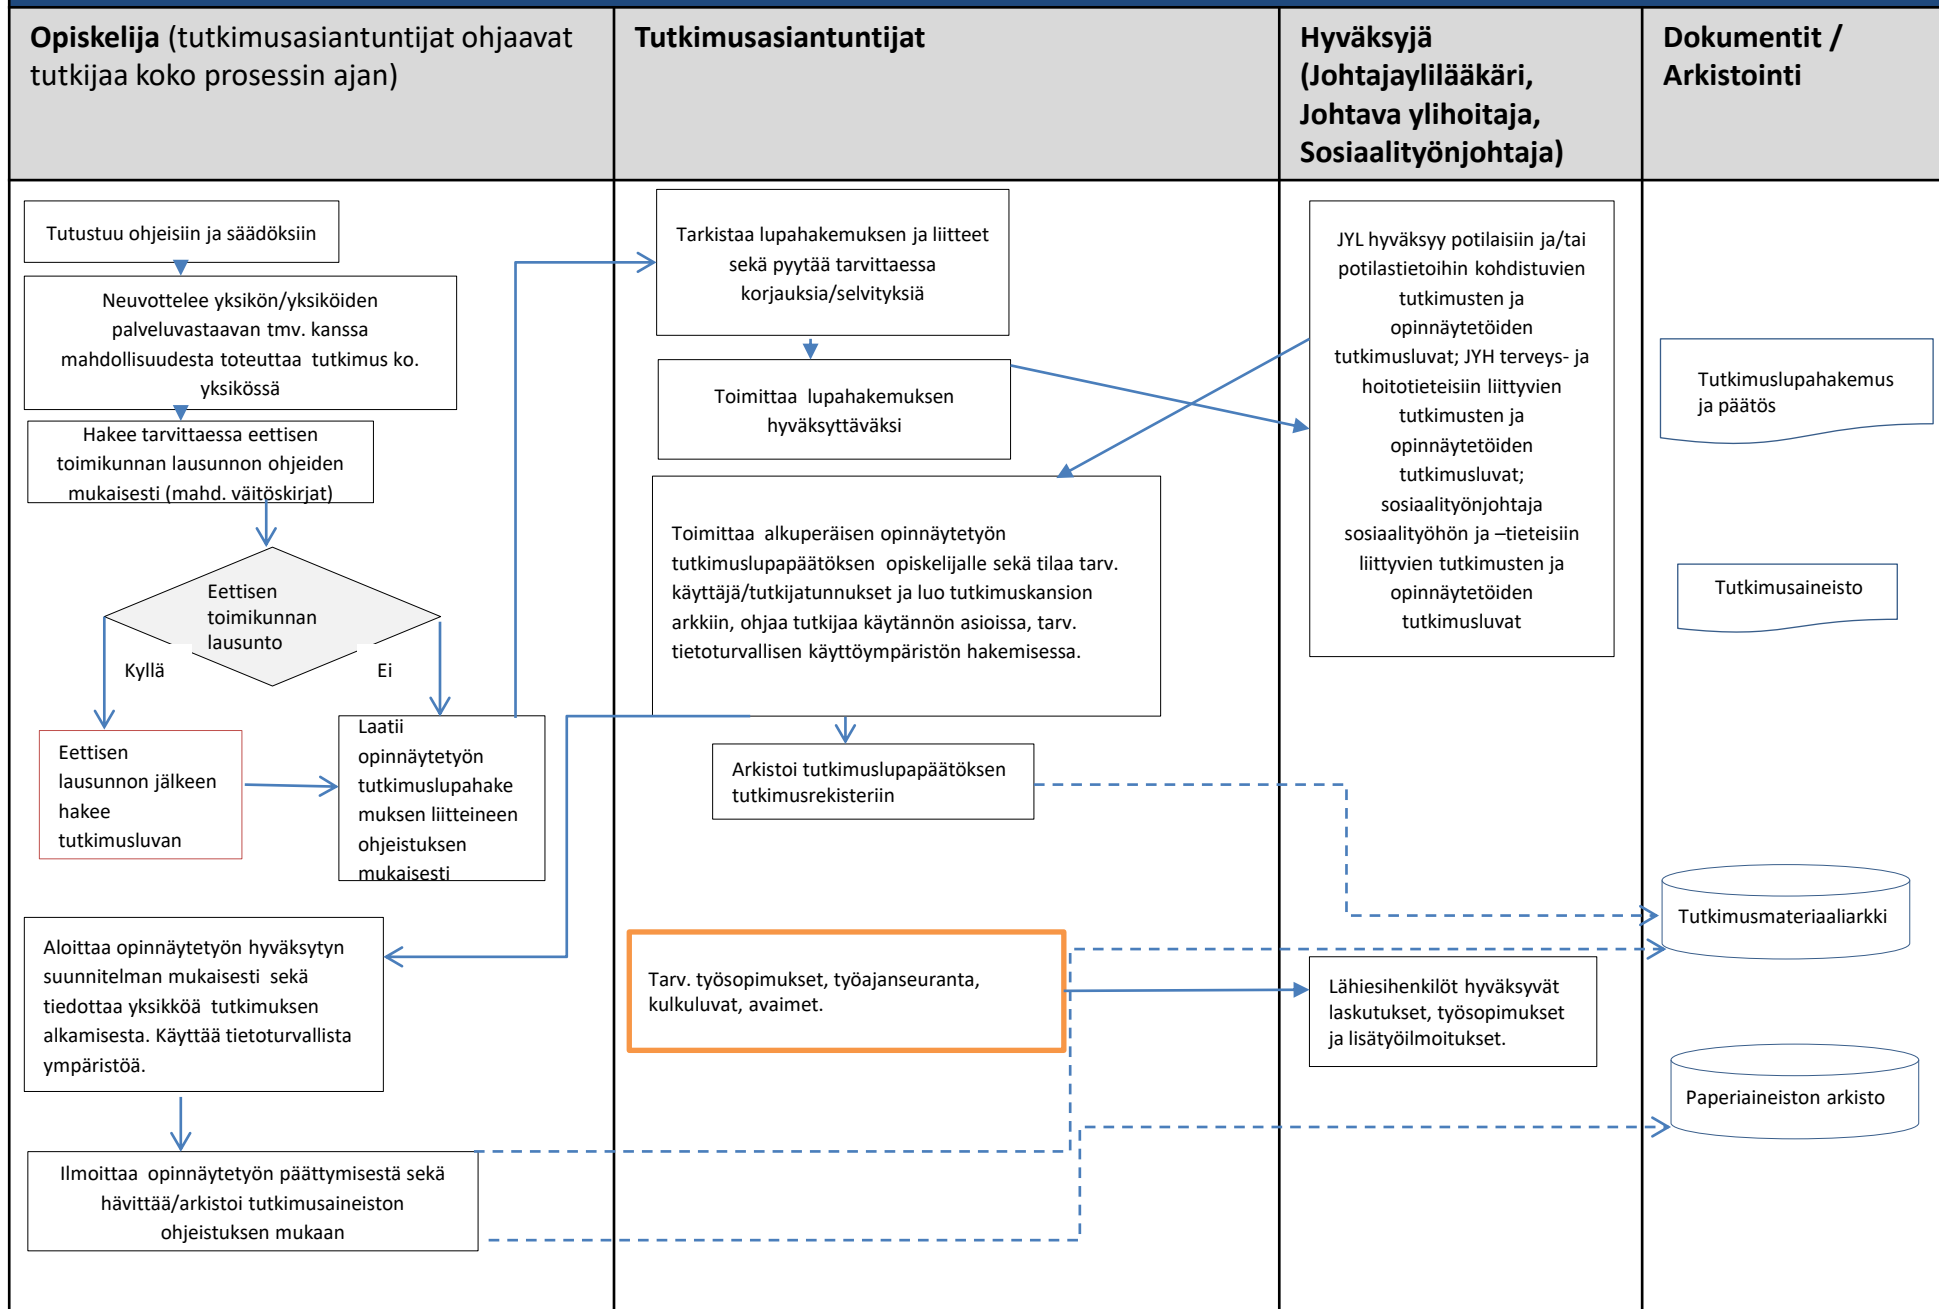 Opiskelija (tutkimusasiantuntijat ohjaavat
tutkijaa koko prosessin ajan)
Tutkimusasiantuntijat
Hyväksyjä
(Johtajaylilääkäri,
Johtava ylihoitaja,
Sosiaalityönjohtaja)
Dokumentit /
Arkistointi
Tutustuu ohjeisiin ja säädöksiin
Neuvottelee yksikön/yksiköiden
palveluvastaavan tmv. kanssa
mahdollisuudesta toteuttaa tutkimus ko.
yksikössä
Hakee tarvittaessa eettisen
toimikunnan lausunnon ohjeiden
mukaisesti (mahd. väitöskirjat)
Eettisen
toimikunnan
lausunto
Kyllä
Ei
Eettisen
lausunnon jälkeen
hakee
tutkimusluvan
Laatii
opinnäytetyön
tutkimuslupahake
muksen liitteineen
ohjeistuksen
mukaisesti
Aloittaa opinnäytetyön hyväksytyn
suunnitelman mukaisesti sekä
tiedottaa yksikköä tutkimuksen
alkamisesta. Käyttää tietoturvallista
ympäristöä.
Ilmoittaa opinnäytetyön päättymisestä sekä
hävittää/arkistoi tutkimusaineiston
ohjeistuksen mukaan
Tarkistaa lupahakemuksen ja liitteet
sekä pyytää tarvittaessa
korjauksia/selvityksiä
Toimittaa lupahakemuksen
hyväksyttäväksi
Toimittaa alkuperäisen opinnäytetyön
tutkimuslupapäätöksen opiskelijalle sekä tilaa tarv.
käyttäjä/tutkijatunnukset ja luo tutkimuskansion
arkkiin, ohjaa tutkijaa käytännön asioissa, tarv.
tietoturvallisen käyttöympäristön hakemisessa.
Arkistoi tutkimuslupapäätöksen
tutkimusrekisteriin
Tarv. työsopimukset, työajanseuranta,
kulkuluvat, avaimet.
JYL hyväksyy potilaisiin ja/tai
potilastietoihin kohdistuvien
tutkimusten ja
opinnäytetöiden
tutkimusluvat; JYH terveys- ja
hoitotieteisiin liittyvien
tutkimusten ja
opinnäytetöiden
tutkimusluvat;
sosiaalityönjohtaja
sosiaalityöhön ja –tieteisiin
liittyvien tutkimusten ja
opinnäytetöiden
tutkimusluvat
Lähiesihenkilöt hyväksyvät
laskutukset, työsopimukset
ja lisätyöilmoitukset.
Tutkimuslupahakemus
ja päätös
Tutkimusaineisto
Tutkimusmateriaaliarkki
Paperiaineiston arkisto